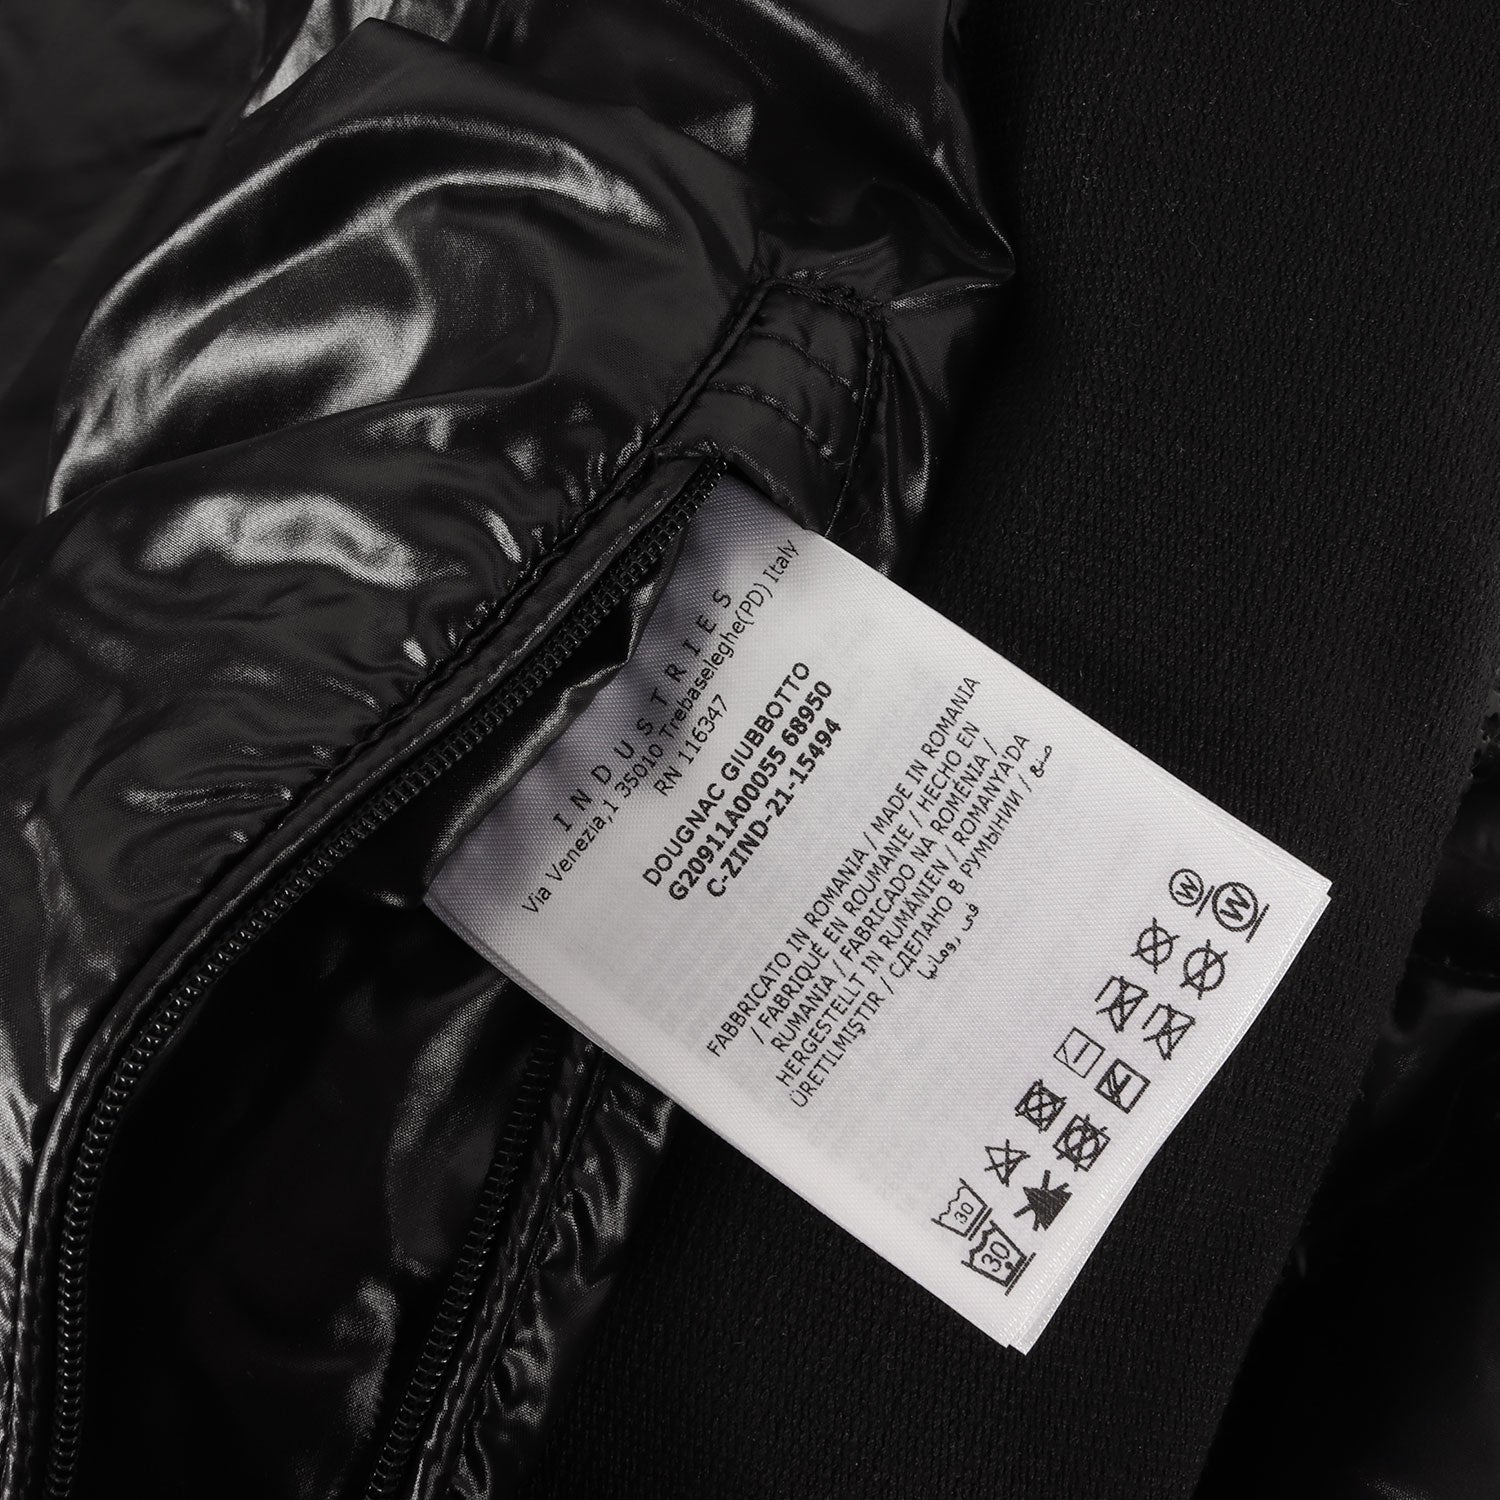 INDUSTRIES
Via Venezia,1 35010 Trebaseleghe(PD) Italy
RN 116347
DOUGNAC GIUBBOTTO
G20911A00055 68950
C-ZIND-21-15494
FABBRICATO IN ROMANIA / MADE IN ROMANIA
/ FABRIQUÉ EN ROUMANIE / HECHO EN
RUMANIA / FABRICADO NA ROMÉNIA /
HERGESTELLT IN RUMÄNIEN / ROMANYA'DA
ÜRETILMIŞTIR / СДЕЛАНО В РУМЫНИИ / صنع
في رومانيا
W W
30
30